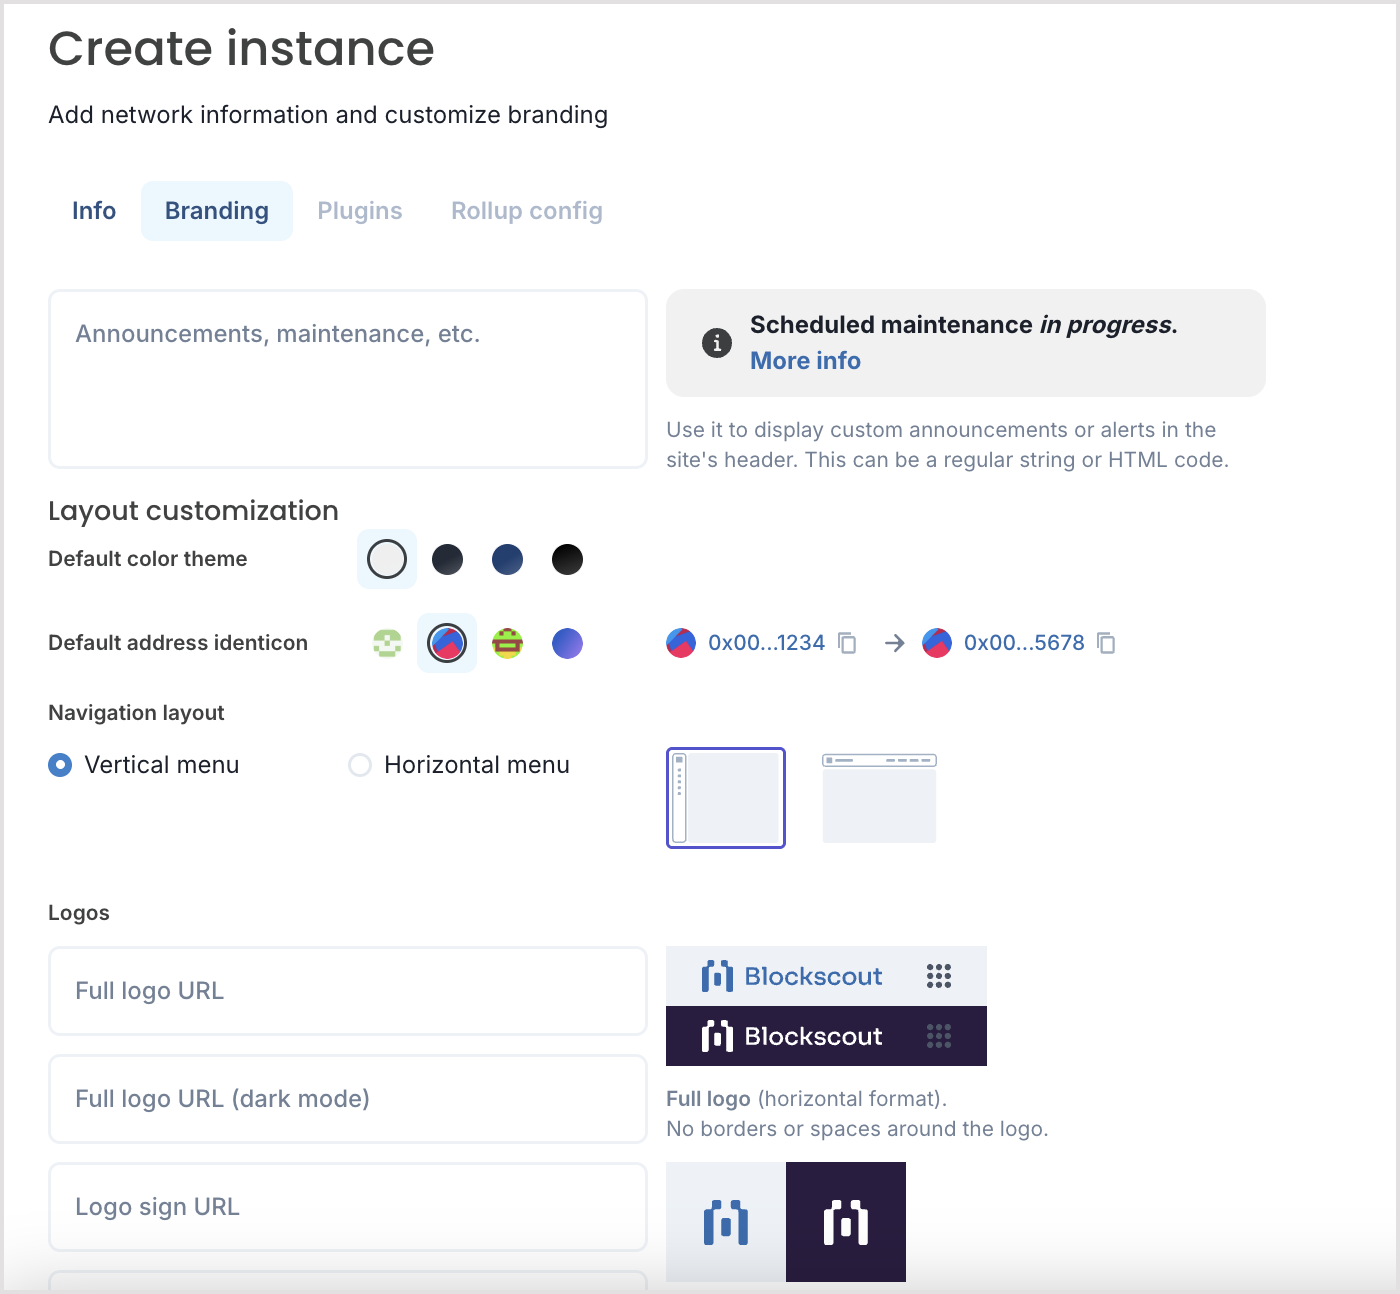 Create instance
Add network information and customize branding
Info Branding Plugins Rollup config
Announcements, maintenance, etc.
Scheduled maintenance in progress.
More info
Use it to display custom announcements or alerts in the
site's header. This can be a regular string or HTML code.
Layout customization
Default color theme
Default address identicon
0x00...1234 → 0x00...5678
Navigation layout
Vertical menu Horizontal menu
Logos
Full logo URL
Blockscout
Blockscout
Full logo URL (dark mode)
Full logo (horizontal format).
No borders or spaces around the logo.
Logo sign URL